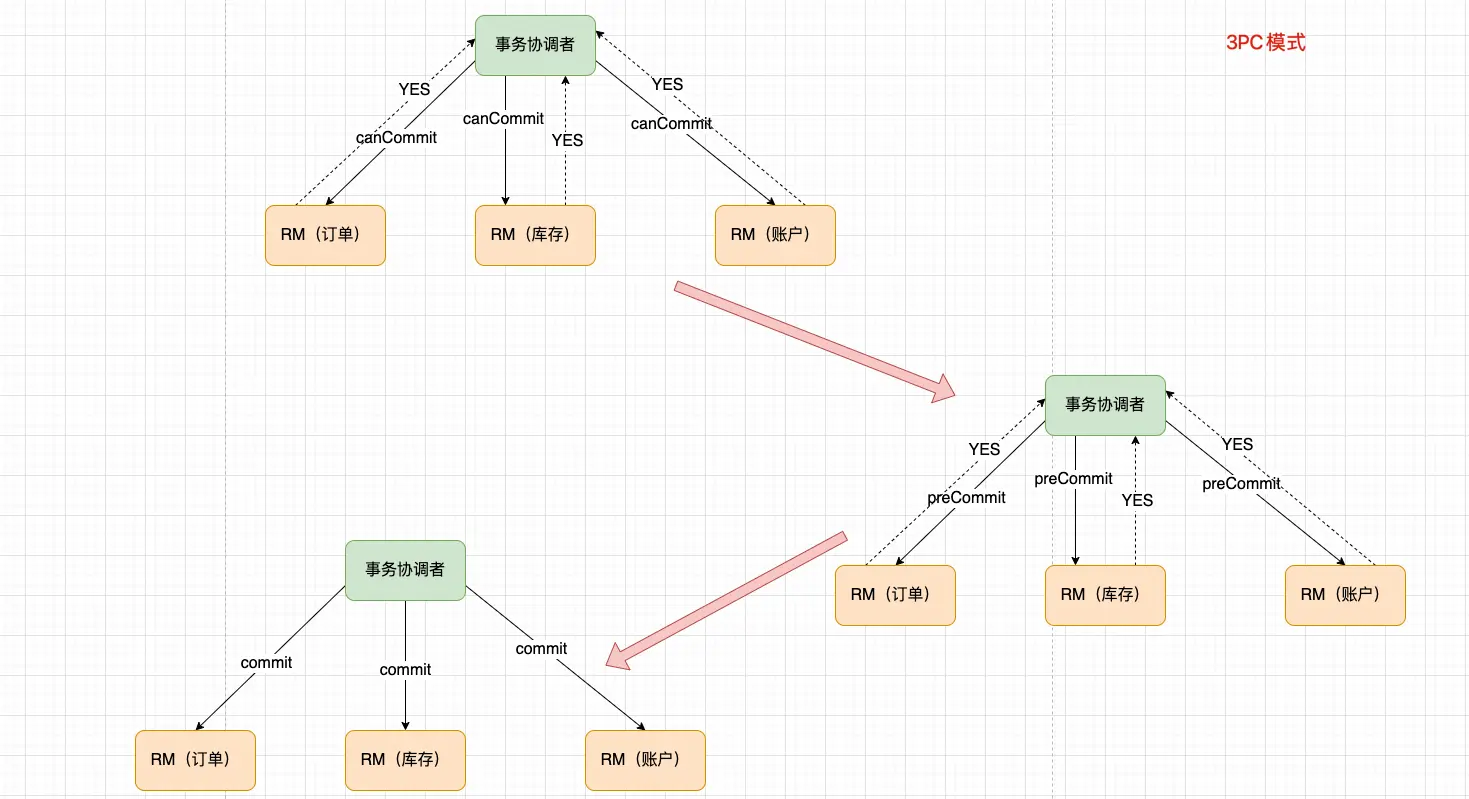 3PC模式
事务协调者
YES
YES
canCommit
canCommit
canCommit
YES
RM（订单）
RM（库存）
RM（账户）
事务协调者
YES
YES
preCommit
preCommit
preCommit
YES
RM（订单）
RM（库存）
RM（账户）
事务协调者
commit
commit
commit
RM（订单）
RM（库存）
RM（账户）